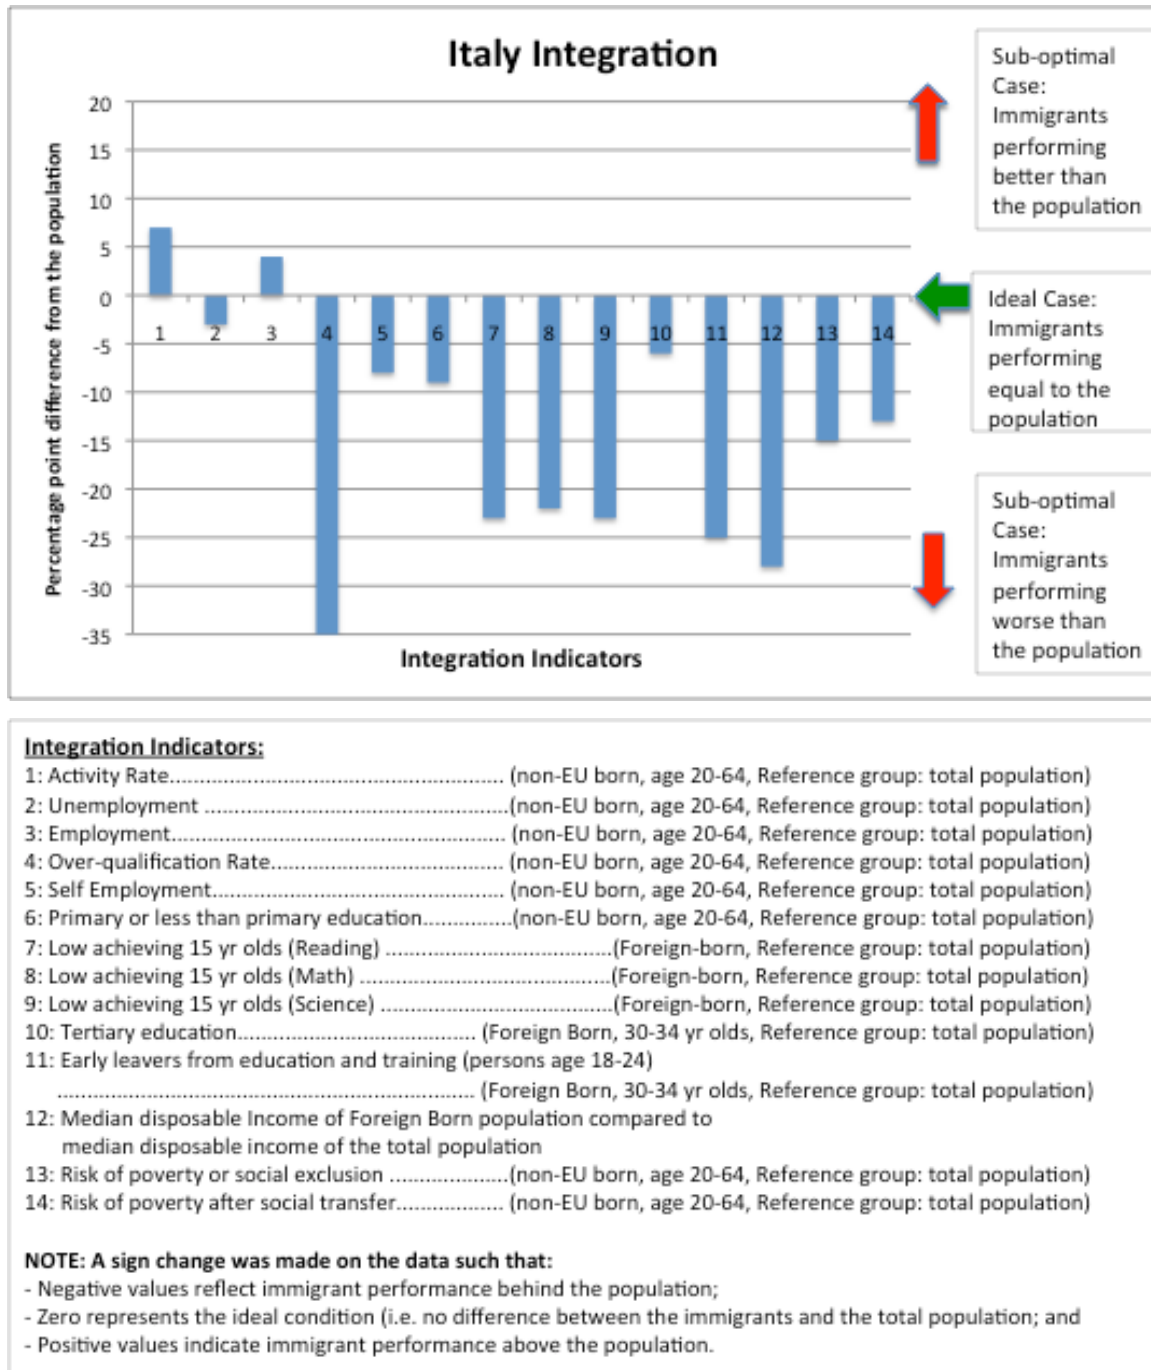 Italy Integration
Percentage point difference from the population
20
15
10
5
0
-5
-10
-15
-20
-25
-30
-35
1
2
3
4
5
6
7
8
9
10
11
12
13
14
Integration Indicators
Sub-optimal
Case:
Immigrants
performing
better than
the population
Ideal Case:
Immigrants
performing
equal to the
population
Sub-optimal
Case:
Immigrants
performing
worse than
the population
Integration Indicators:
1: Activity Rate....................................................... (non-EU born, age 20-64, Reference group: total population)
2: Unemployment ..................................................(non-EU born, age 20-64, Reference group: total population)
3: Employment....................................................... (non-EU born, age 20-64, Reference group: total population)
4: Over-qualification Rate...................................... (non-EU born, age 20-64, Reference group: total population)
5: Self Employment................................................ (non-EU born, age 20-64, Reference group: total population)
6: Primary or less than primary education...............(non-EU born, age 20-64, Reference group: total population)
7: Low achieving 15 yr olds (Reading) ......................................(Foreign-born, Reference group: total population)
8: Low achieving 15 yr olds (Math) ..........................................(Foreign-born, Reference group: total population)
9: Low achieving 15 yr olds (Science) .......................................(Foreign-born, Reference group: total population)
10: Tertiary education....................................... (Foreign Born, 30-34 yr olds, Reference group: total population)
11: Early leavers from education and training (persons age 18-24)
.................................................................... (Foreign Born, 30-34 yr olds, Reference group: total population)
12: Median disposable Income of Foreign Born population compared to
median disposable income of the total population
13: Risk of poverty or social exclusion ....................(non-EU born, age 20-64, Reference group: total population)
14: Risk of poverty after social transfer.................. (non-EU born, age 20-64, Reference group: total population)
NOTE: A sign change was made on the data such that:
- Negative values reflect immigrant performance behind the population;
- Zero represents the ideal condition (i.e. no difference between the immigrants and the total population; and
- Positive values indicate immigrant performance above the population.